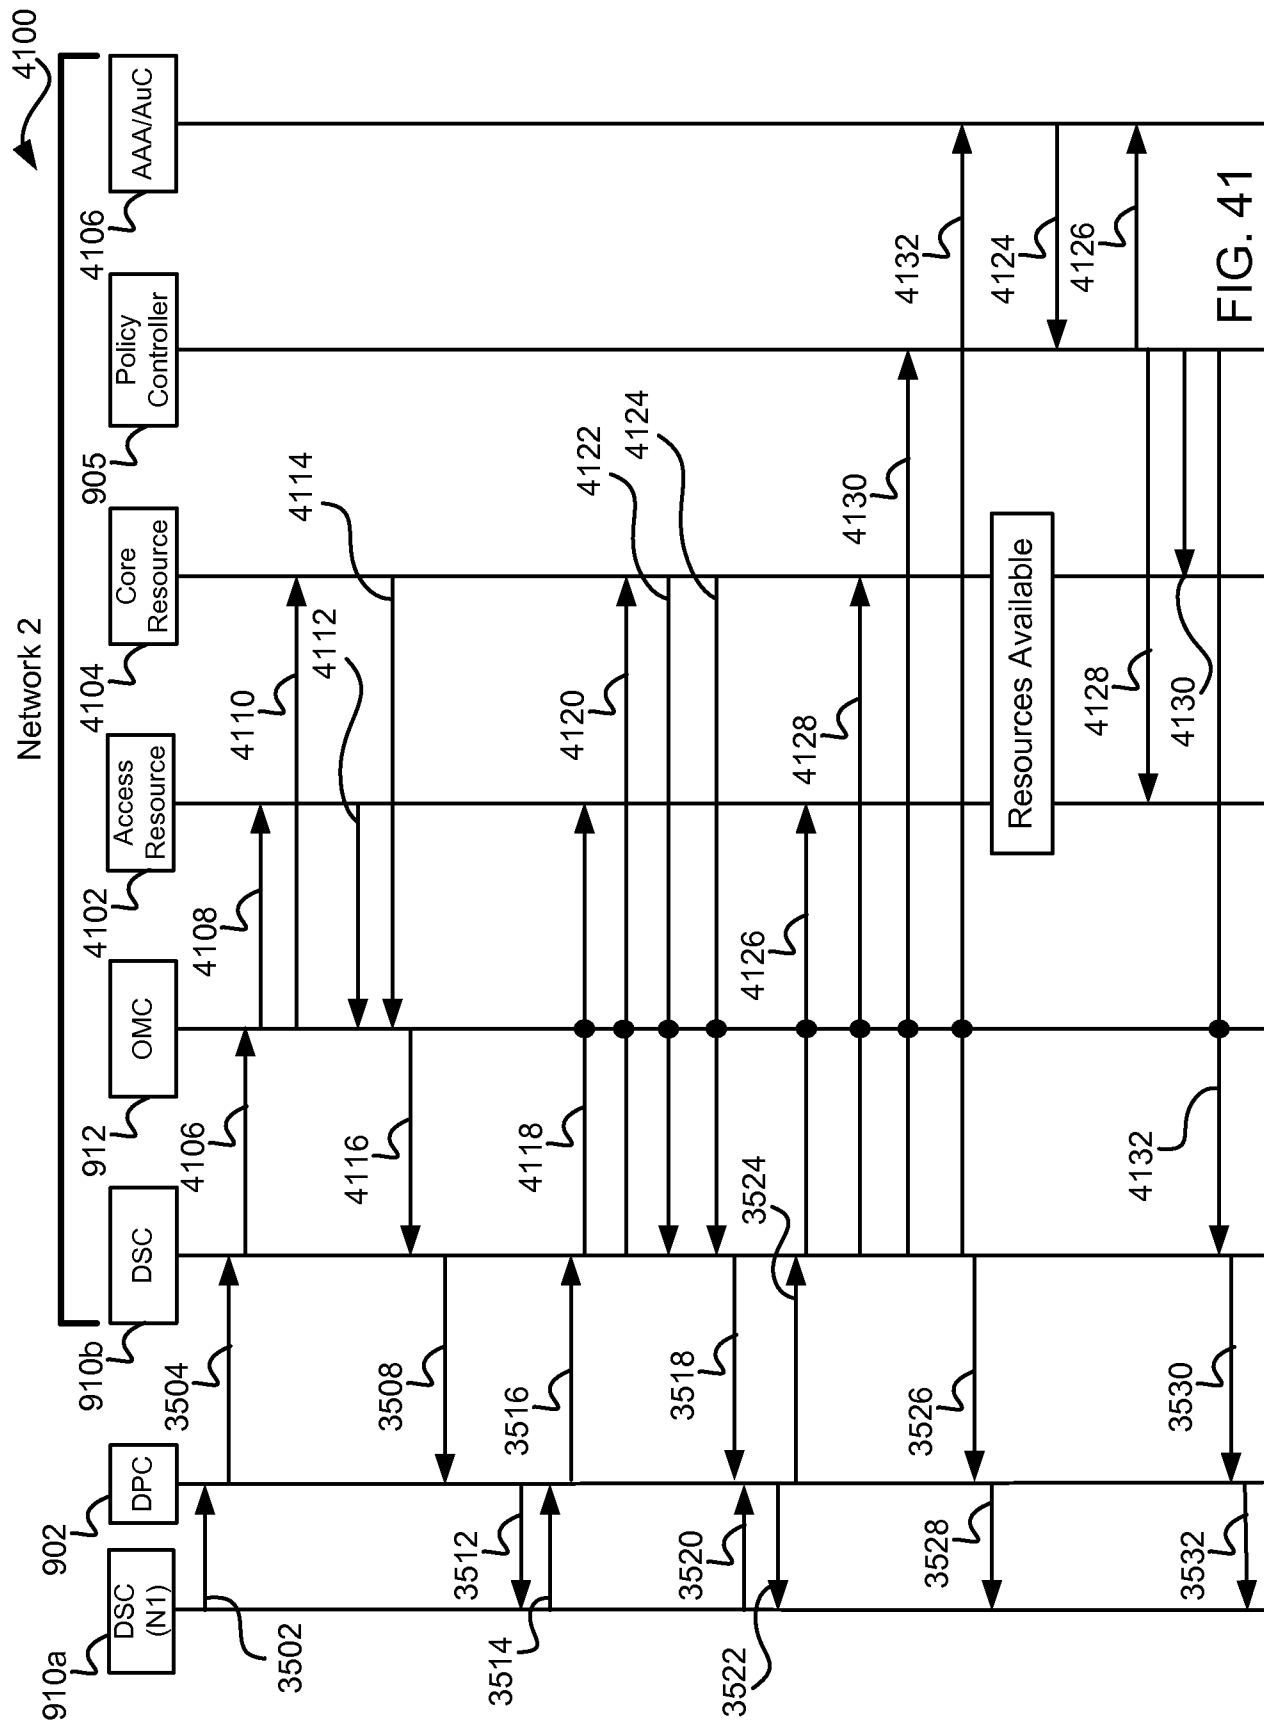 4100
Network 2
910a
902
910b
912
4102
4104
905
4106
DSC
(N1)
DPC
DSC
OMC
Access
Resource
Core
Resource
Policy
Controller
AAA/AuC
3502
3504
4106
4108
4110
4112
4114
4116
3508
3512
3514
3516
4118
4120
4122
4124
3518
3520
3522
3524
4126
4128
4130
4132
3526
3528
Resources Available
4124
4126
4128
4130
4132
3530
3532
FIG. 41